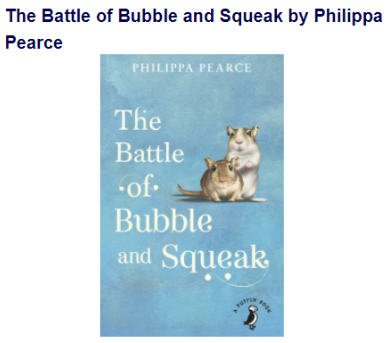 The Battle of Bubble and Squeak by Philippa
Pearce
PHILIPPA PEARCE
The
Battle
·of·
Bubble
and Squeak
A PUFFIN BOOK